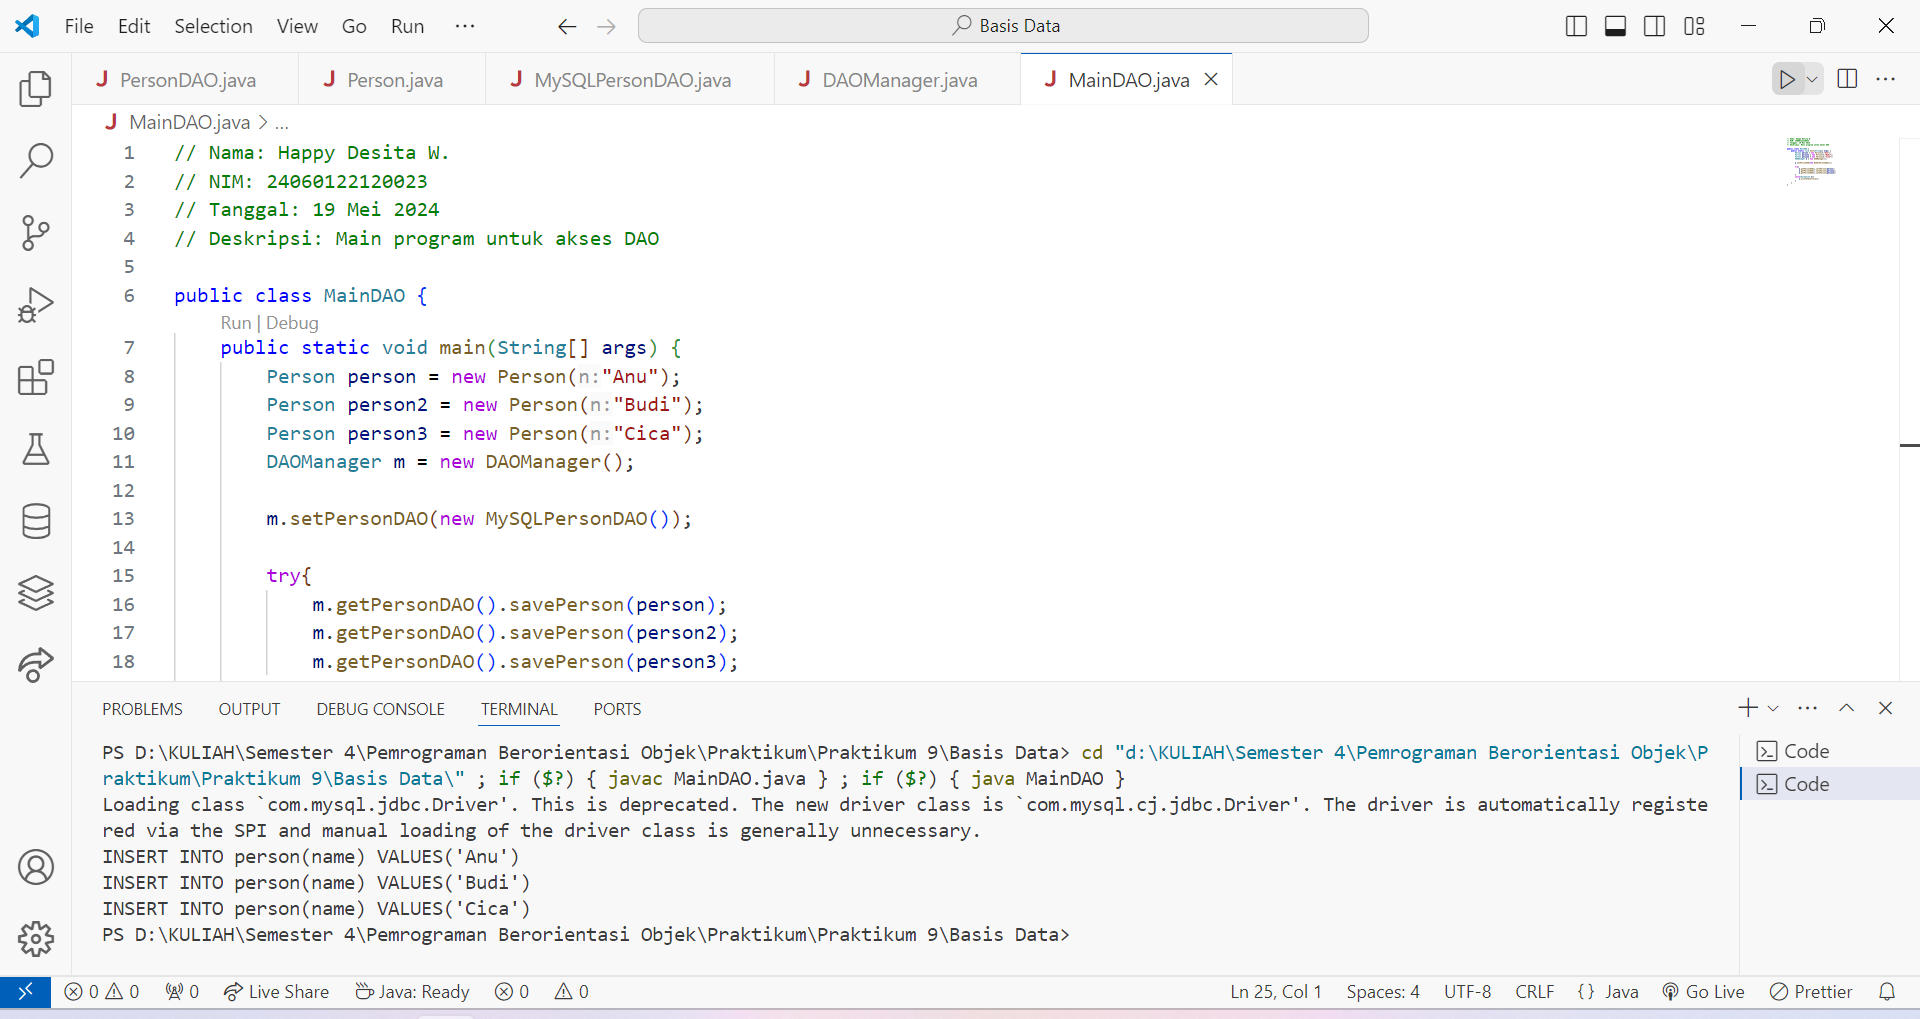 File Edit Selection View Go Run ··· ← → Basis Data
J PersonDAO.java J Person.java J MySQLPersonDAO.java J DAOManager.java J MainDAO.java
J MainDAO.java > ...
1 // Nama: Happy Desita W.
2 // NIM: 24060122120023
3 // Tanggal: 19 Mei 2024
4 // Deskripsi: Main program untuk akses DAO
5
6 public class MainDAO {
Run | Debug
7 public static void main(String[] args) {
8 Person person = new Person(n:"Anu");
9 Person person2 = new Person(n:"Budi");
10 Person person3 = new Person(n:"Cica");
11 DAOManager m = new DAOManager();
12
13 m.setPersonDAO(new MySQLPersonDAO());
14
15 try{
16 m.getPersonDAO().savePerson(person);
17 m.getPersonDAO().savePerson(person2);
18 m.getPersonDAO().savePerson(person3);
PROBLEMS OUTPUT DEBUG CONSOLE TERMINAL PORTS
PS D:\KULIAH\Semester 4\Pemrograman Berorientasi Objek\Praktikum\Praktikum 9\Basis Data> cd "d:\KULIAH\Semester 4\Pemrograman Berorientasi Objek\P
raktikum\Praktikum 9\Basis Data\" ; if ($?) { javac MainDAO.java } ; if ($?) { java MainDAO }
Loading class `com.mysql.jdbc.Driver'. This is deprecated. The new driver class is `com.mysql.cj.jdbc.Driver'. The driver is automatically registe
red via the SPI and manual loading of the driver class is generally unnecessary.
INSERT INTO person(name) VALUES('Anu')
INSERT INTO person(name) VALUES('Budi')
INSERT INTO person(name) VALUES('Cica')
PS D:\KULIAH\Semester 4\Pemrograman Berorientasi Objek\Praktikum\Praktikum 9\Basis Data>
Code
Code
0 0 0 Live Share Java: Ready 0 0 Ln 25, Col 1 Spaces: 4 UTF-8 CRLF {} Java Go Live Prettier